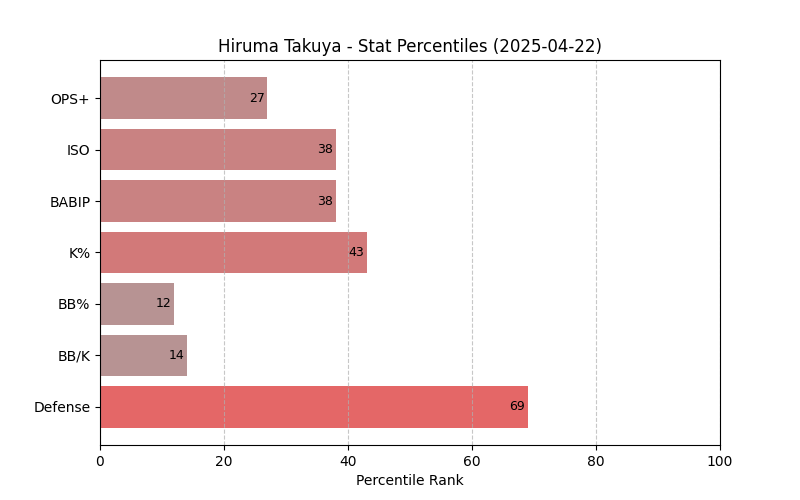 Hiruma Takuya - Stat Percentiles (2025-04-22)
OPS+ 27
ISO 38
BABIP 38
K% 43
BB% 12
BB/K 14
Defense 69
0 20 40 60 80 100
Percentile Rank